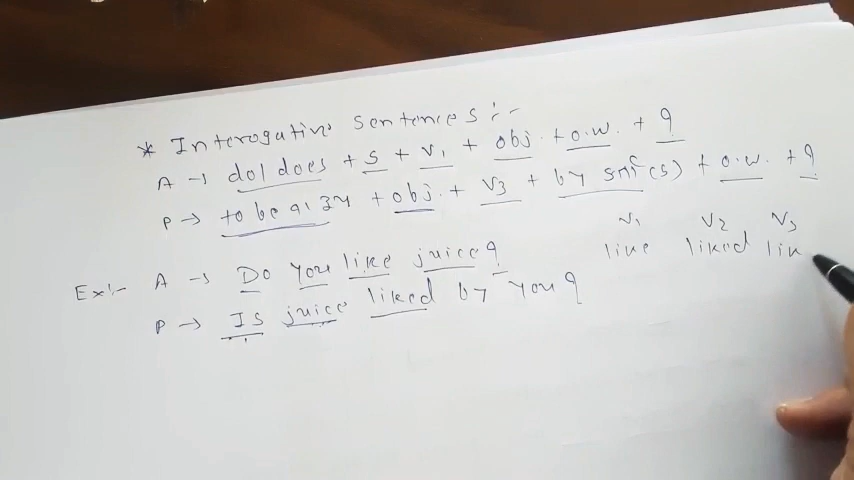 * Interogative Sentences :-
A → do/does + S + V1 + obj. + o.w. + ?
P → to be का रूप + obj. + V3 + by + o.w. + ?
Ex:- A → Do you like juice?
P → Is juice liked by you?
V1 V2 V3
like liked lik